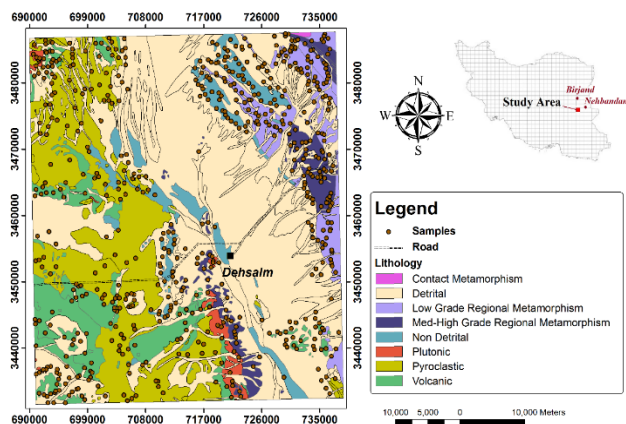 690000 699000 708000 717000 726000 735000
3480000
3470000
3460000
3450000
3440000
3480000
3470000
3460000
3450000
3440000
Dehsalm
690000 699000 708000 717000 726000 735000
N
W E
S
Birjand
Nehbandan
Study Area
Legend
Samples
Road
Lithology
Contact Metamorphism
Detrital
Low Grade Regional Metamorphism
Med-High Grade Regional Metamorphism
Non Detrital
Plutonic
Pyroclastic
Volcanic
10,000 5,000 0 10,000 Meters